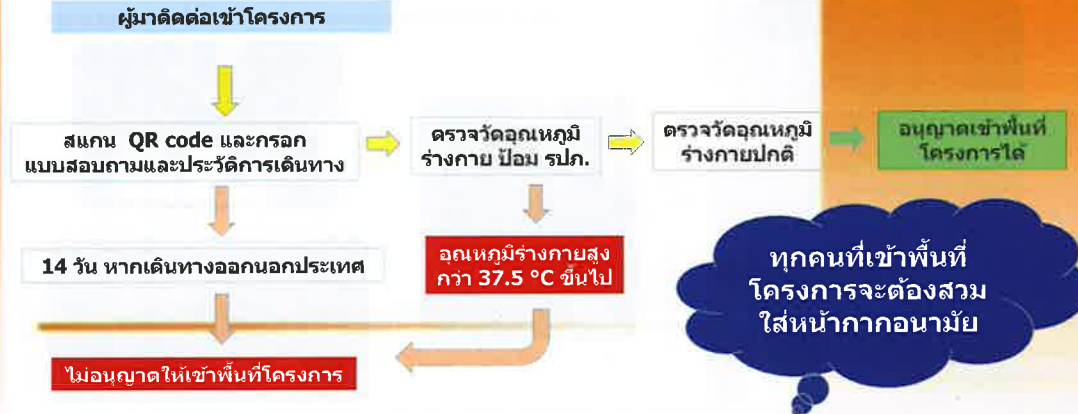 ผู้มาติดต่อเข้าโครงการ
สแกน QR code และกรอก
แบบสอบถามและประวัติการเดินทาง
ตรวจวัดอุณหภูมิ
ร่างกาย ป้อม รปภ.
ตรวจวัดอุณหภูมิ
ร่างกายปกติ
อนุญาตเข้าพื้นที่
โครงการได้
14 วัน หากเดินทางออกนอกประเทศ
อุณหภูมิร่างกายสูง
กว่า 37.5 °C ขึ้นไป
ทุกคนที่เข้าพื้นที่
โครงการจะต้องสวม
ใส่หน้ากากอนามัย
ไม่อนุญาตให้เข้าพื้นที่โครงการ